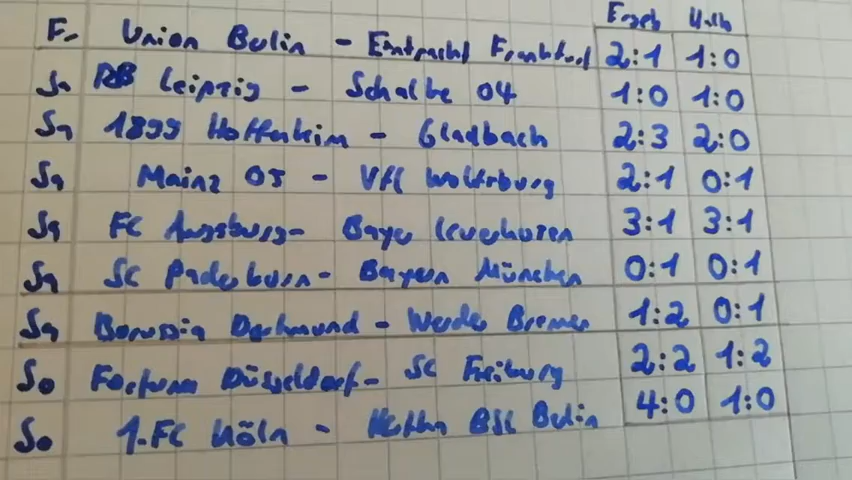 Ergeb Halb
Fr Union Berlin - Eintracht Frankfurt 2:1 1:0
Sa RB Leipzig - Schalke 04 1:0 1:0
Sa 1899 Hoffenheim - Gladbach 2:3 2:0
Sa Mainz 05 - VfL Wolfsburg 2:1 0:1
Sa FC Augsburg - Bayer Leverkusen 3:1 3:1
Sa SC Paderborn - Bayern München 0:1 0:1
Sa Borussia Dortmund - Werder Bremen 1:2 0:1
So Fortuna Düsseldorf - SC Freiburg 2:2 1:2
So 1.FC Köln - Hertha BSC Berlin 4:0 1:0